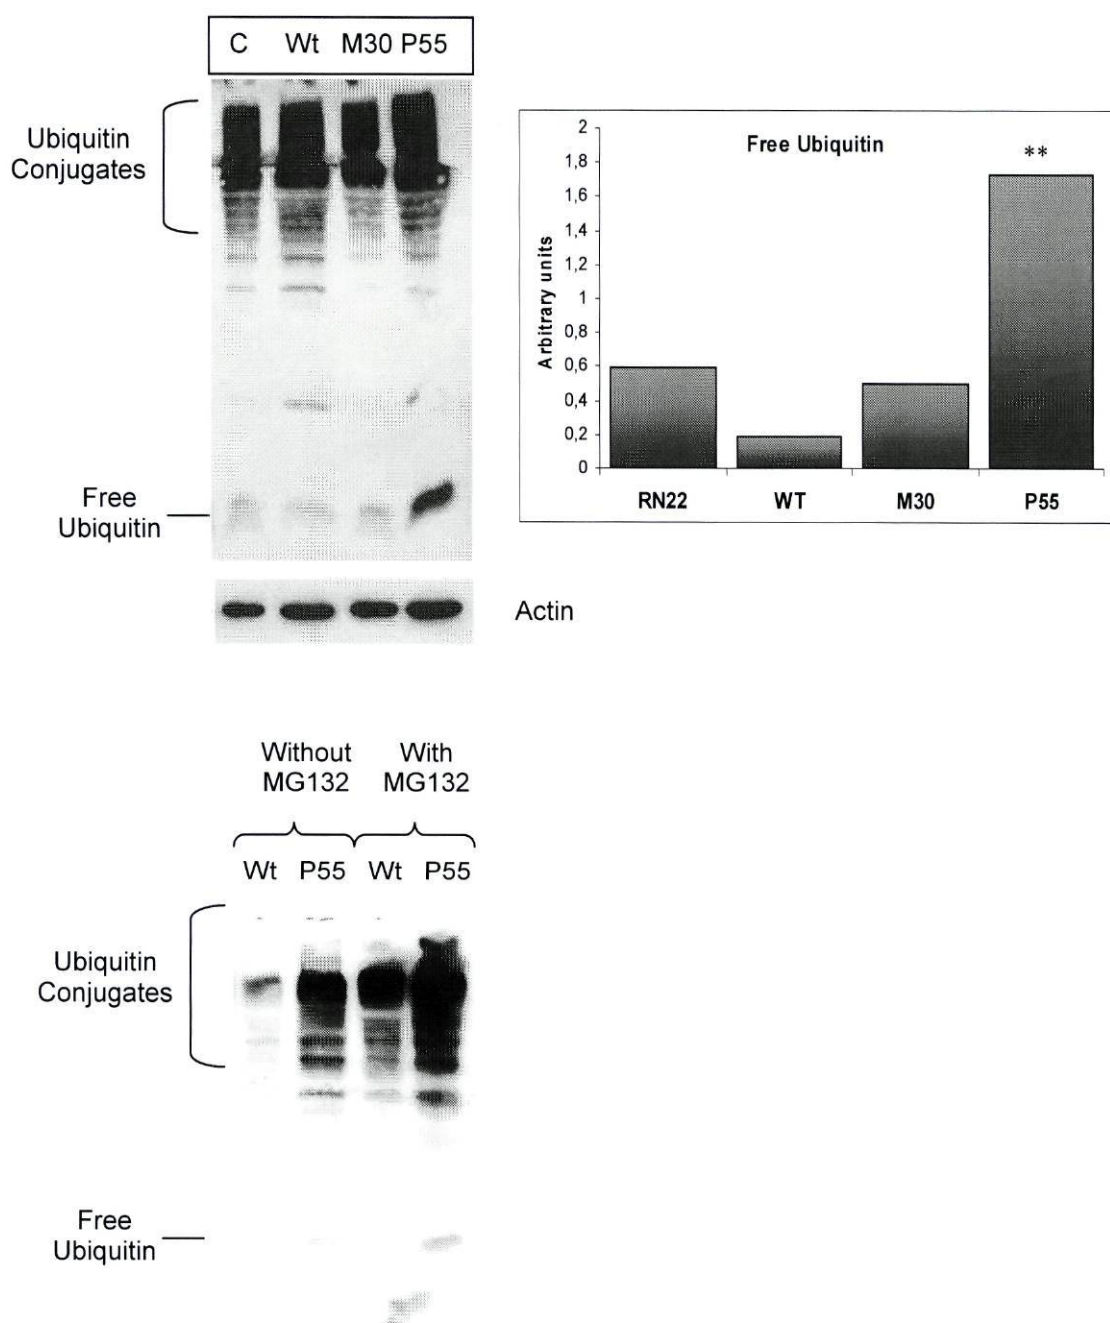 C Wt M30 P55
Ubiquitin
Conjugates
Free
Ubiquitin
Actin
Free Ubiquitin
**
Arbitrary units
2
1,8
1,6
1,4
1,2
1
0,8
0,6
0,4
0,2
0
RN22 WT M30 P55
Without MG132
With MG132
Wt P55 Wt P55
Ubiquitin
Conjugates
Free
Ubiquitin